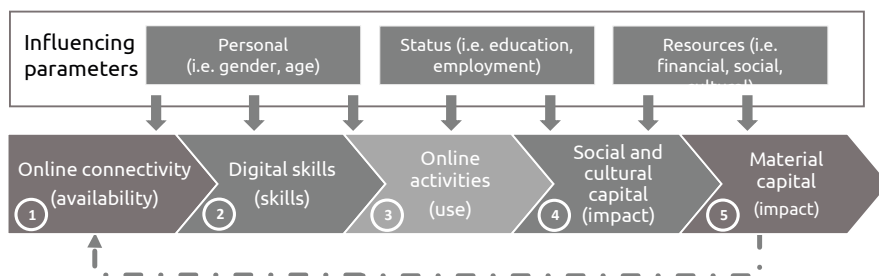 Influencing
parameters
Personal
(i.e. gender, age)
Status (i.e. education,
employment)
Resources (i.e.
financial, social,
Online connectivity
(availability)
1
Digital skills
(skills)
2
Online
activities
(use)
3
Social and
cultural
capital
(impact)
4
Material
capital
(impact)
5